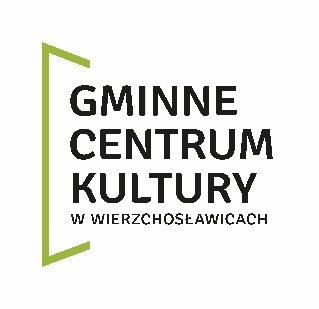 GMINNE
CENTRUM
KULTURY
W WIERZCHOSŁAWICACH